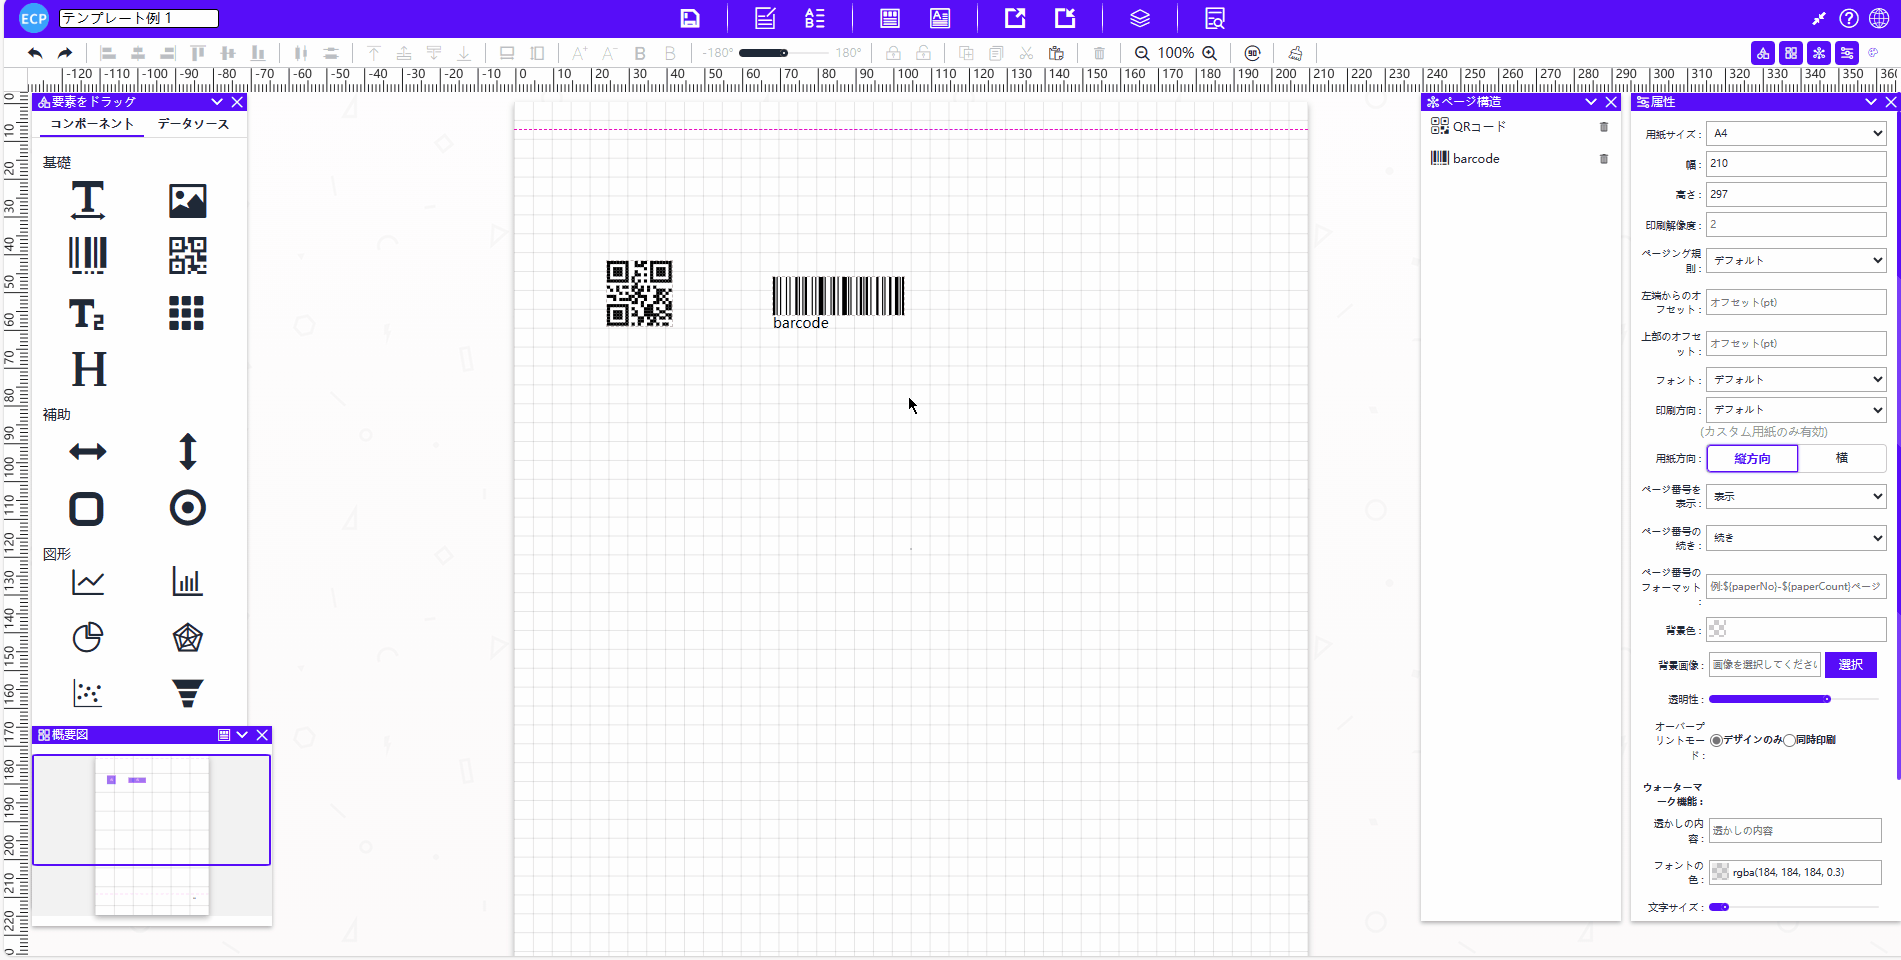 ECP テンプレート例 1
-180° 180° 100% 90
-120 -110 -100 -90 -80 -70 -60 -50 -40 -30 -20 -10 0 10 20 30 40 50 60 70 80 90 100 110 120 130 140 150 160 170 180 190 200 210 220 230 240 250 260 270 280 290 300 310 320 330 340 350 360
0 10 20 30 40 50 60 70 80 90 100 110 120 130 140 150 160 170 180 190 200 210 220
要素をドラッグ
コンポーネント データソース
基礎
補助
図形
概要図
barcode
ページ構造
QRコード
barcode
属性
用紙サイズ : A4
幅 : 210
高さ : 297
印刷解像度 : 2
ページング規
則 : デフォルト
左端からのオ
フセット : オフセット(pt)
上部のオフセ
ット : オフセット(pt)
フォント : デフォルト
印刷方向 : デフォルト
(カスタム用紙のみ有効)
用紙方向 : 縦方向 横
ページ番号を
表示 : 表示
ページ番号の
続き : 続き
ページ番号の
フォーマット
: 例:${paperNo}-${paperCount}ページ
背景色 :
背景画像 : 画像を選択してください 選択
透明性 :
オーバープ
リントモー
ド : デザインのみ 同時印刷
ウォーターマ
ーク機能 :
透かしの内
容 : 透かしの内容
フォントの
色 : rgba(184, 184, 184, 0.3)
文字サイズ :